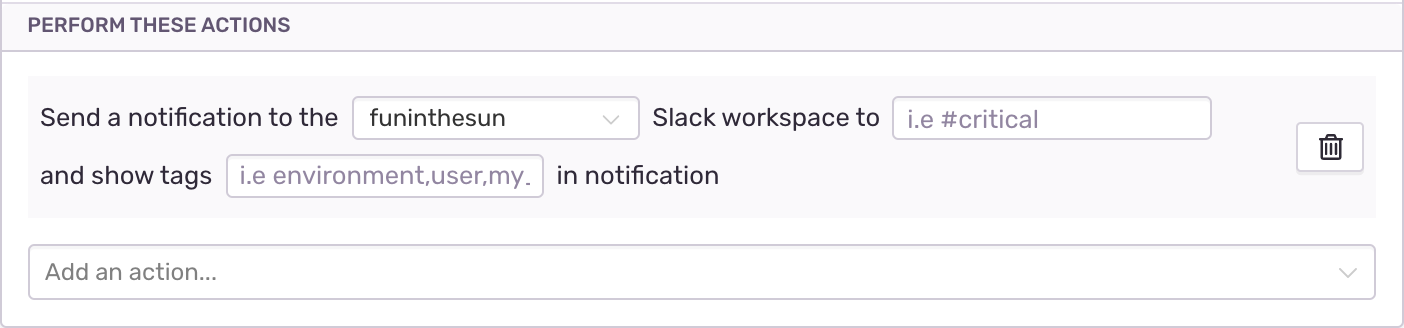 PERFORM THESE ACTIONS
Send a notification to the funinthesun Slack workspace to i.e #critical
and show tags i.e environment,user,my_ in notification
Add an action...